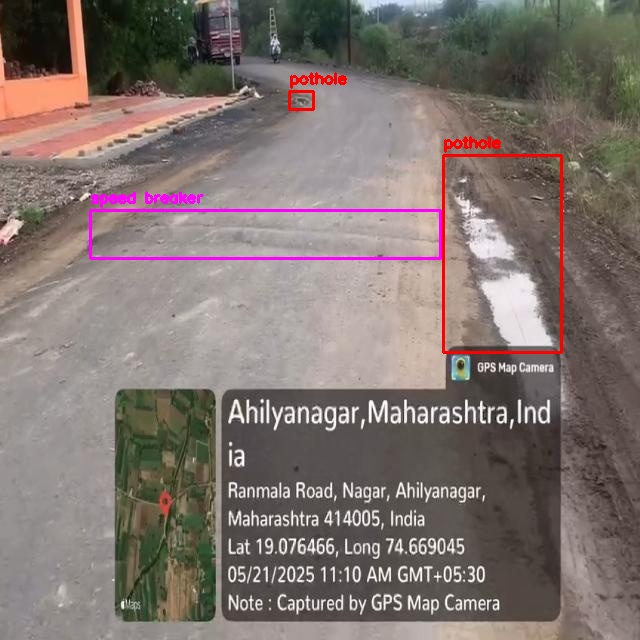 pothole
pothole
speed breaker
GPS Map Camera
Ahilyanagar,Maharashtra,Ind
ia
Ranmala Road, Nagar, Ahilyanagar,
Maharashtra 414005, India
Lat 19.076466, Long 74.669045
05/21/2025 11:10 AM GMT+05:30
Note : Captured by GPS Map Camera
Maps